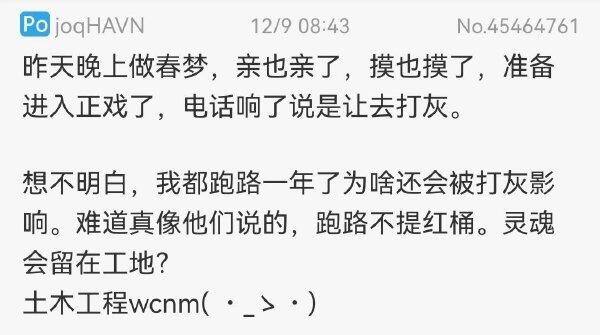 Po joqHAVN 12/9 08:43 No.45464761
昨天晚上做春梦，亲也亲了，摸也摸了，准备
进入正戏了，电话响了说是让去打灰。
想不明白，我都跑路一年了为啥还会被打灰影
响。难道真像他们说的，跑路不提红桶。灵魂
会留在工地？
土木工程wcnm( ・_ゝ・)